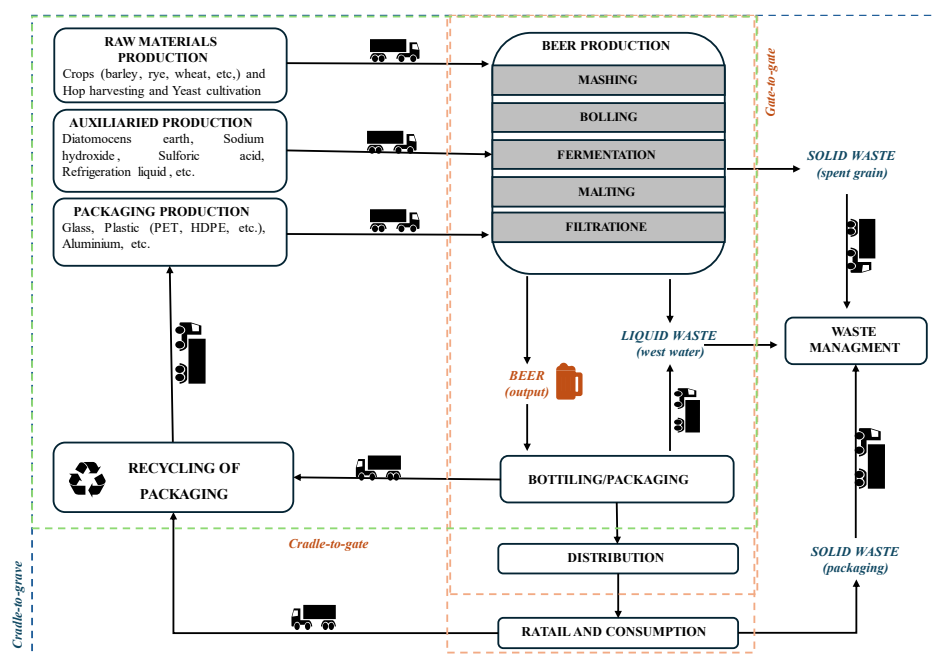 RAW MATERIALS
PRODUCTION
Crops (barley, rye, wheat, etc,) and
Hop harvesting and Yeast cultivation
AUXILIARIED PRODUCTION
Diatomocens earth, Sodium
hydroxide, Sulforic acid,
Refrigeration liquid, etc.
PACKAGING PRODUCTION
Glass, Plastic (PET, HDPE, etc.),
Aluminium, etc.
BEER PRODUCTION
MASHING
BOLLING
FERMENTATION
MALTING
FILTRATIONE
Gate-to-gate
SOLID WASTE
(spent grain)
LIQUID WASTE
(west water)
WASTE
MANAGMENT
BEER
(output)
RECYCLING OF
PACKAGING
BOTTILING/PACKAGING
Cradle-to-gate
DISTRIBUTION
SOLID WASTE
(packaging)
Cradle-to-grave
RATAIL AND CONSUMPTION